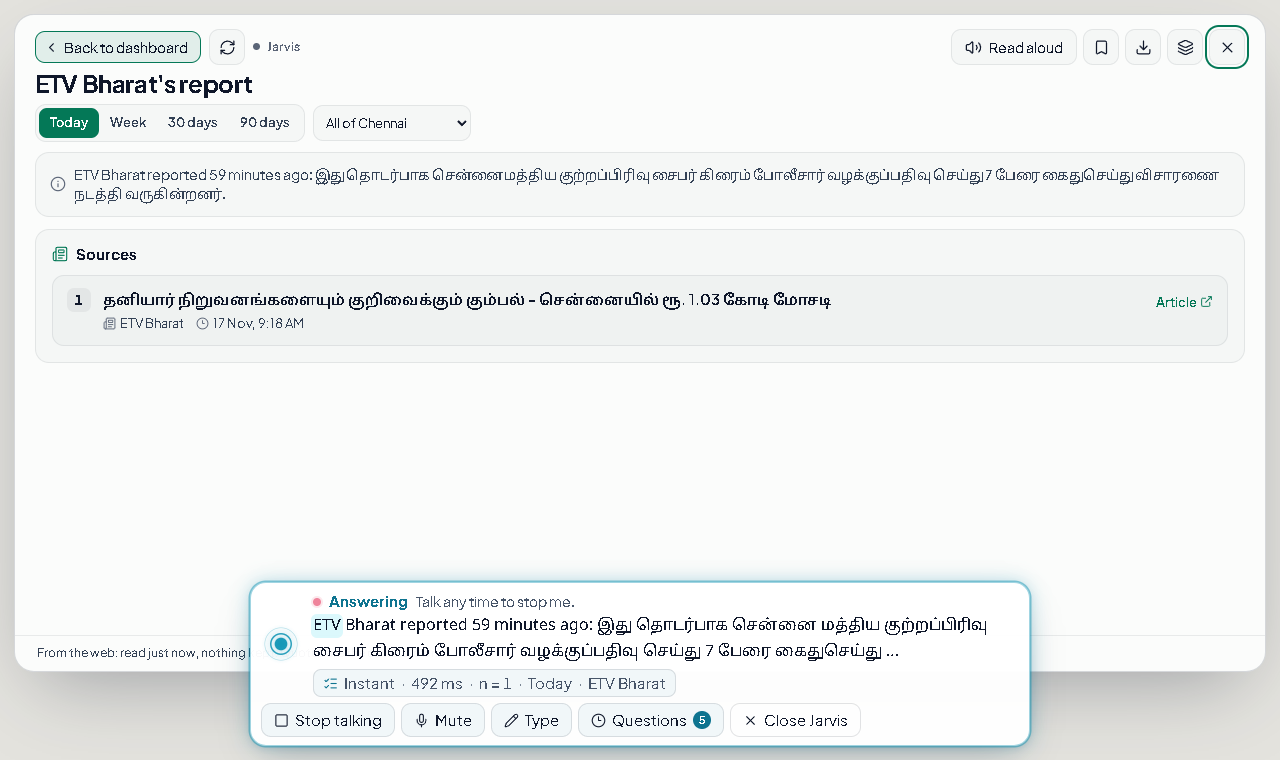 Back to dashboard
Jarvis
Read aloud
ETV Bharat's report
Today Week 30 days 90 days All of Chennai
ETV Bharat reported 59 minutes ago: இது தொடர்பாக சென்னை மத்திய குற்றப்பிரிவு சைபர் கிரைம் போலீசார் வழக்குப்பதிவு செய்து 7 பேரை கைதுசெய்து விசாரணை
நடத்தி வருகின்றனர்.
Sources
1 தனியார் நிறுவனங்களையும் குறிவைக்கும் கும்பல் - சென்னையில் ரூ. 1.03 கோடி மோசடி
Article
ETV Bharat 17 Nov, 9:18 AM
Answering Talk any time to stop me.
ETV Bharat reported 59 minutes ago: இது தொடர்பாக சென்னை மத்திய குற்றப்பிரிவு
சைபர் கிரைம் போலீசார் வழக்குப்பதிவு செய்து 7 பேரை கைதுசெய்து ...
From the web: read just now, nothing
Instant · 492 ms · n = 1 · Today · ETV Bharat
Stop talking Mute Type Questions 5 Close Jarvis